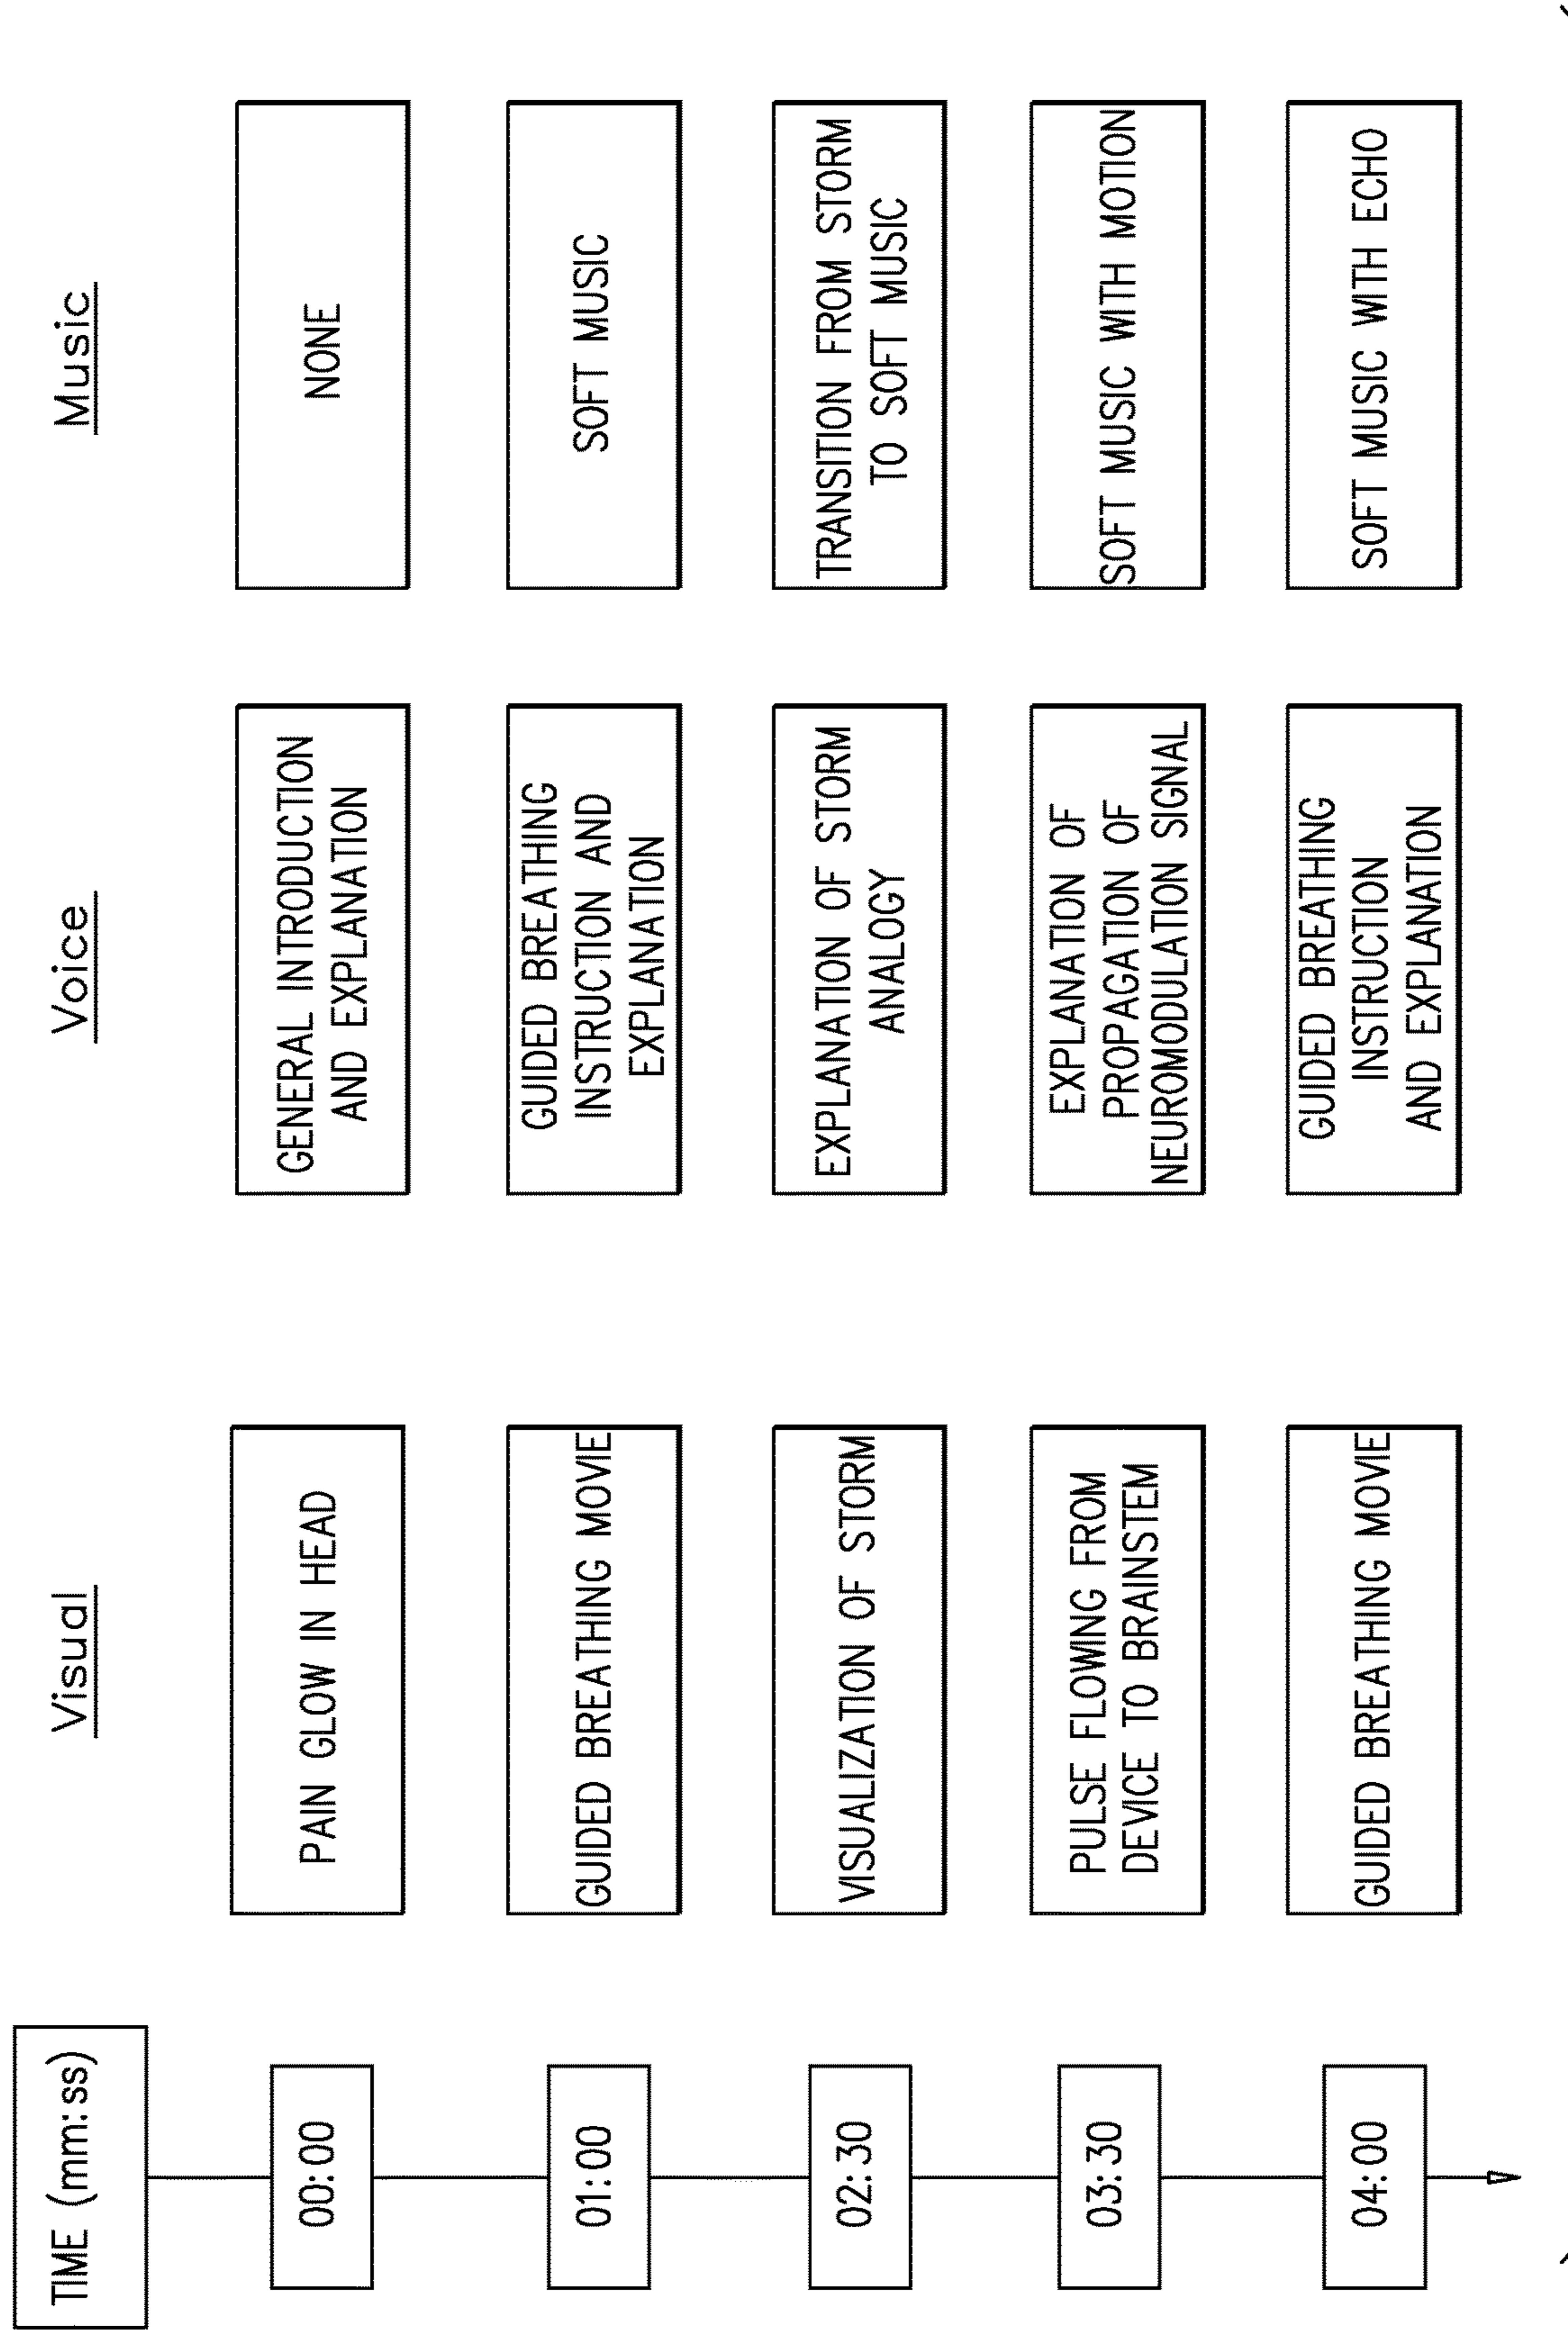 TIME (mm:ss)
Visual
Voice
Music
00:00
PAIN GLOW IN HEAD
GENERAL INTRODUCTION
AND EXPLANATION
NONE
01:00
GUIDED BREATHING MOVIE
GUIDED BREATHING
INSTRUCTION AND
EXPLANATION
SOFT MUSIC
02:30
VISUALIZATION OF STORM
EXPLANATION OF STORM
ANALOGY
TRANSITION FROM STORM
TO SOFT MUSIC
03:30
PULSE FLOWING FROM
DEVICE TO BRAINSTEM
EXPLANATION OF
PROPAGATION OF
NEUROMODULATION SIGNAL
SOFT MUSIC WITH MOTION
04:00
GUIDED BREATHING MOVIE
GUIDED BREATHING
INSTRUCTION
AND EXPLANATION
SOFT MUSIC WITH ECHO